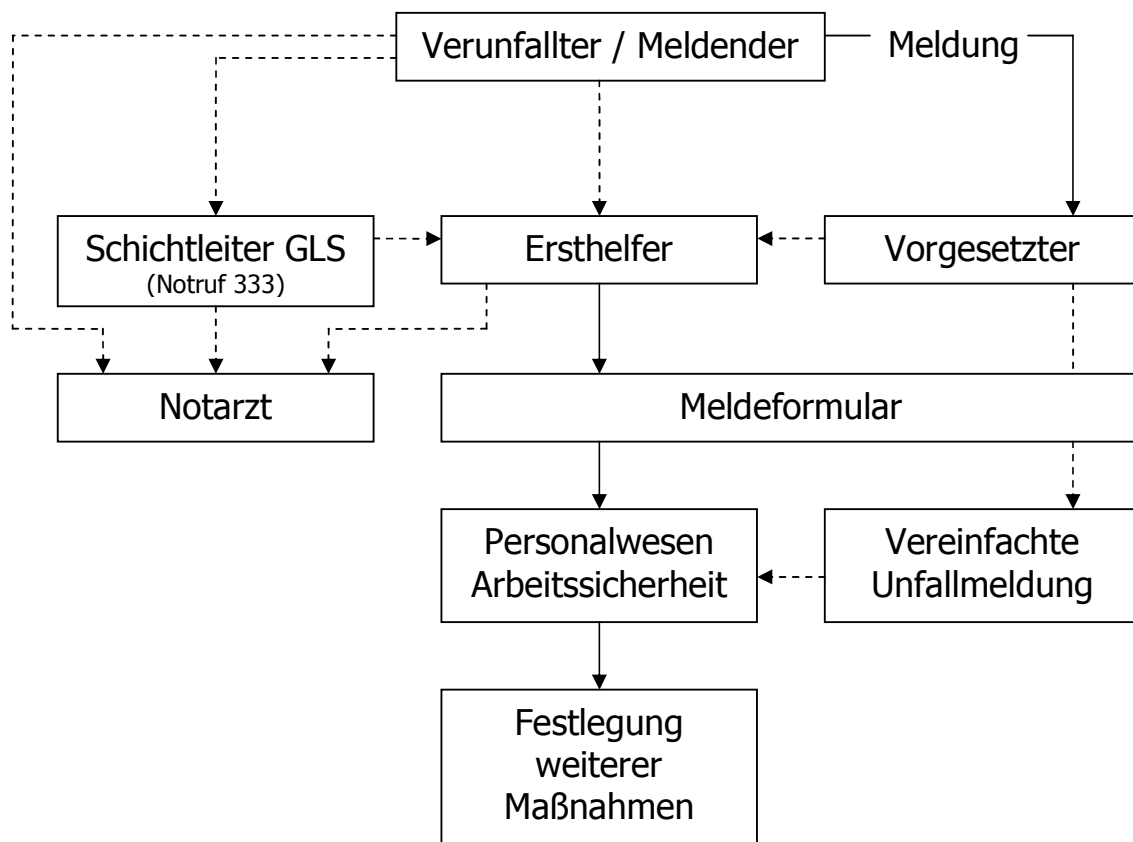 Verunfallter / Meldender
Meldung
Schichtleiter GLS
(Notruf 333)
Ersthelfer
Vorgesetzter
Notarzt
Meldeformular
Personalwesen
Arbeitssicherheit
Vereinfachte
Unfallmeldung
Festlegung
weiterer
Maßnahmen